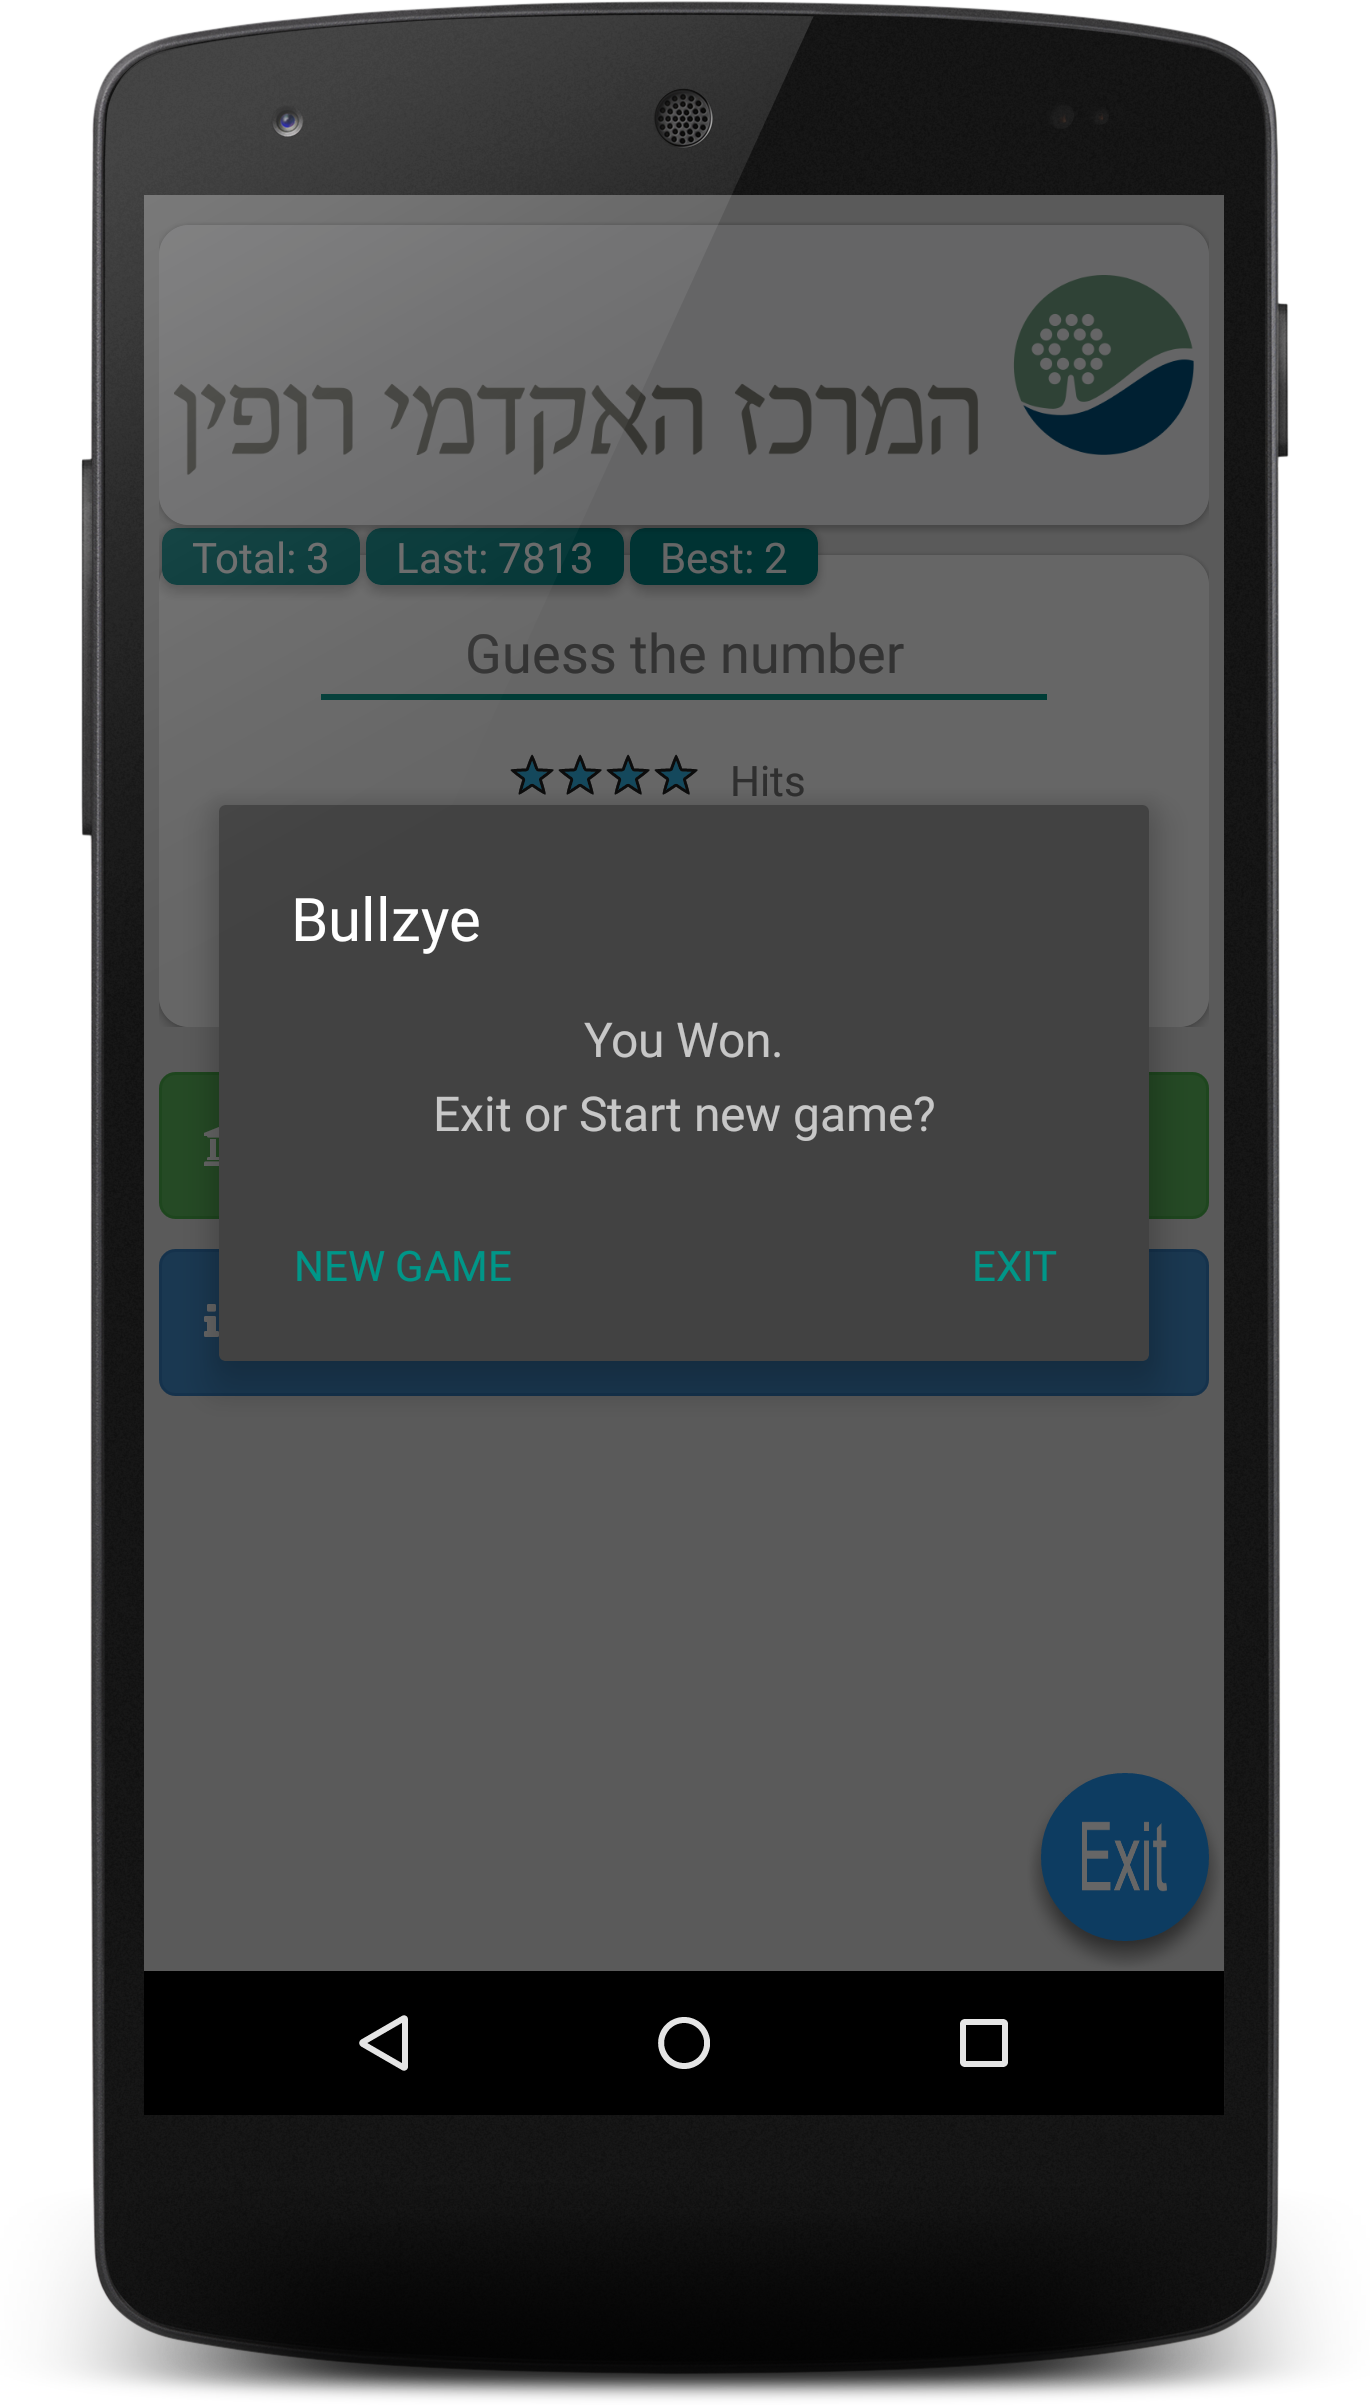 המרכז האקדמי רופין
Total: 3 Last: 7813 Best: 2
Guess the number
Hits
Bullzye
You Won.
Exit or Start new game?
NEW GAME EXIT
Exit